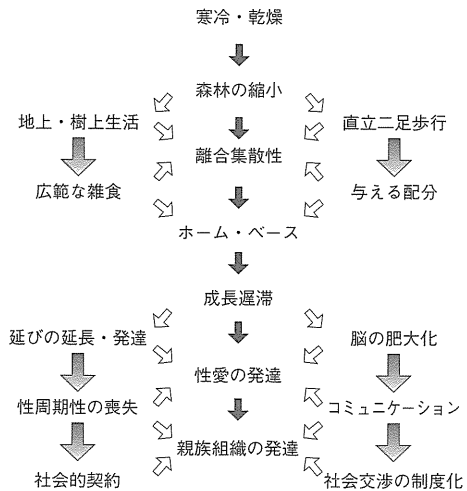 寒冷・乾燥
森林の縮小
地上・樹上生活
直立二足歩行
離合集散性
広範な雑食
与える配分
ホーム・ベース
成長遅滞
延びの延長・発達
脳の肥大化
性愛の発達
性周期性の喪失
コミュニケーション
親族組織の発達
社会的契約
社会交渉の制度化